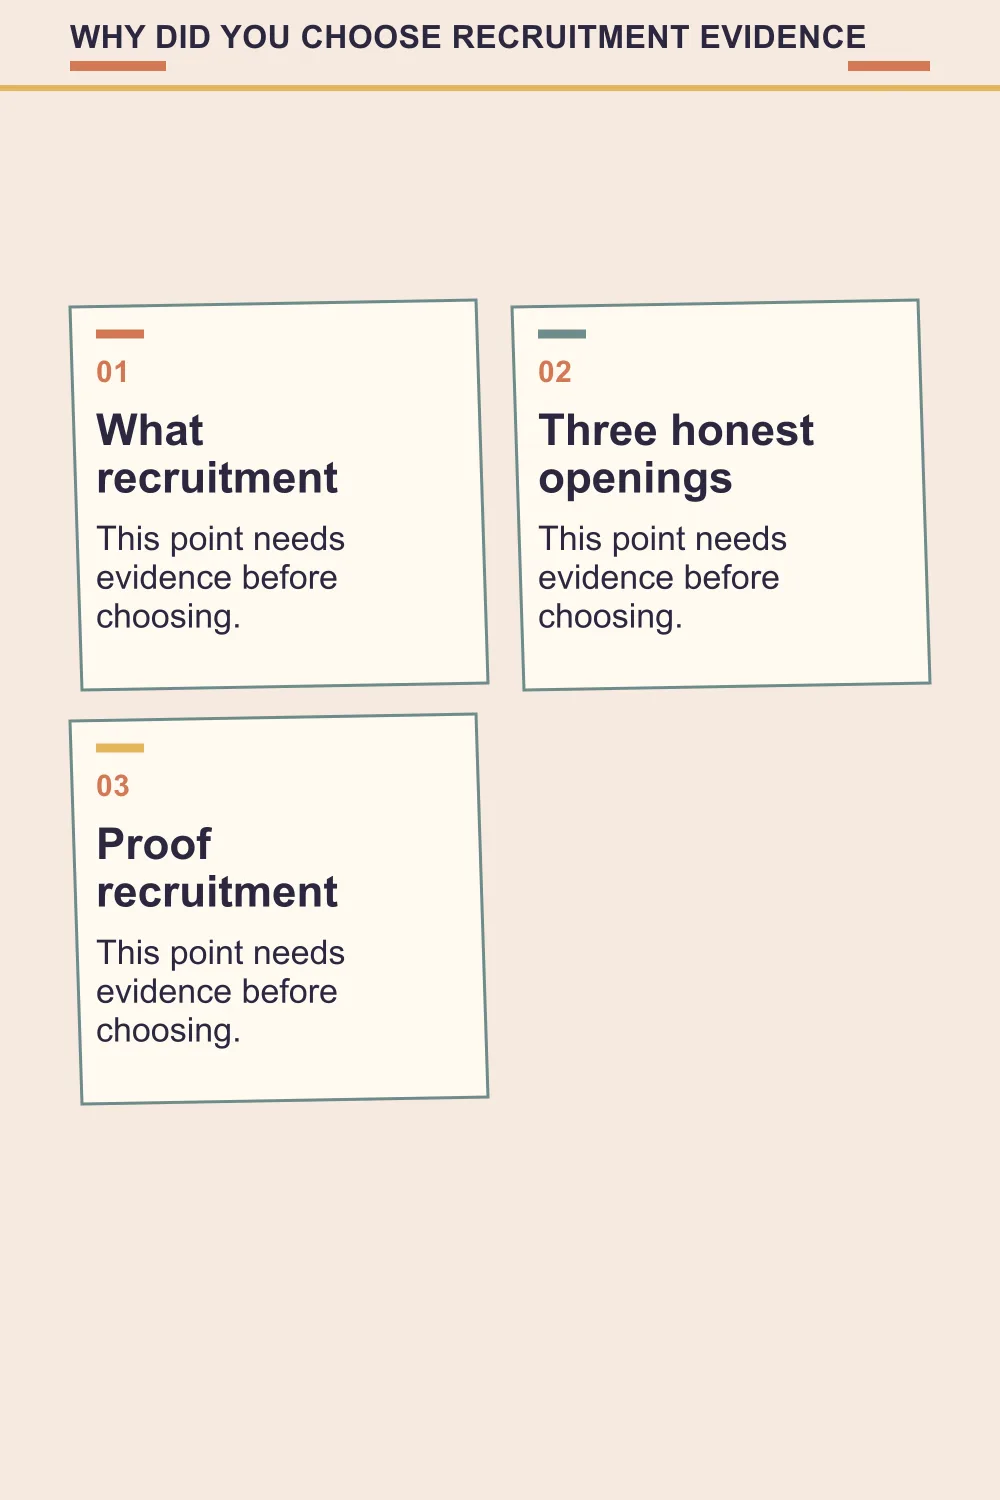 WHY DID YOU CHOOSE RECRUITMENT EVIDENCE
01
What
recruitment
This point needs
evidence before
choosing.
02
Three honest
openings
This point needs
evidence before
choosing.
03
Proof
recruitment
This point needs
evidence before
choosing.